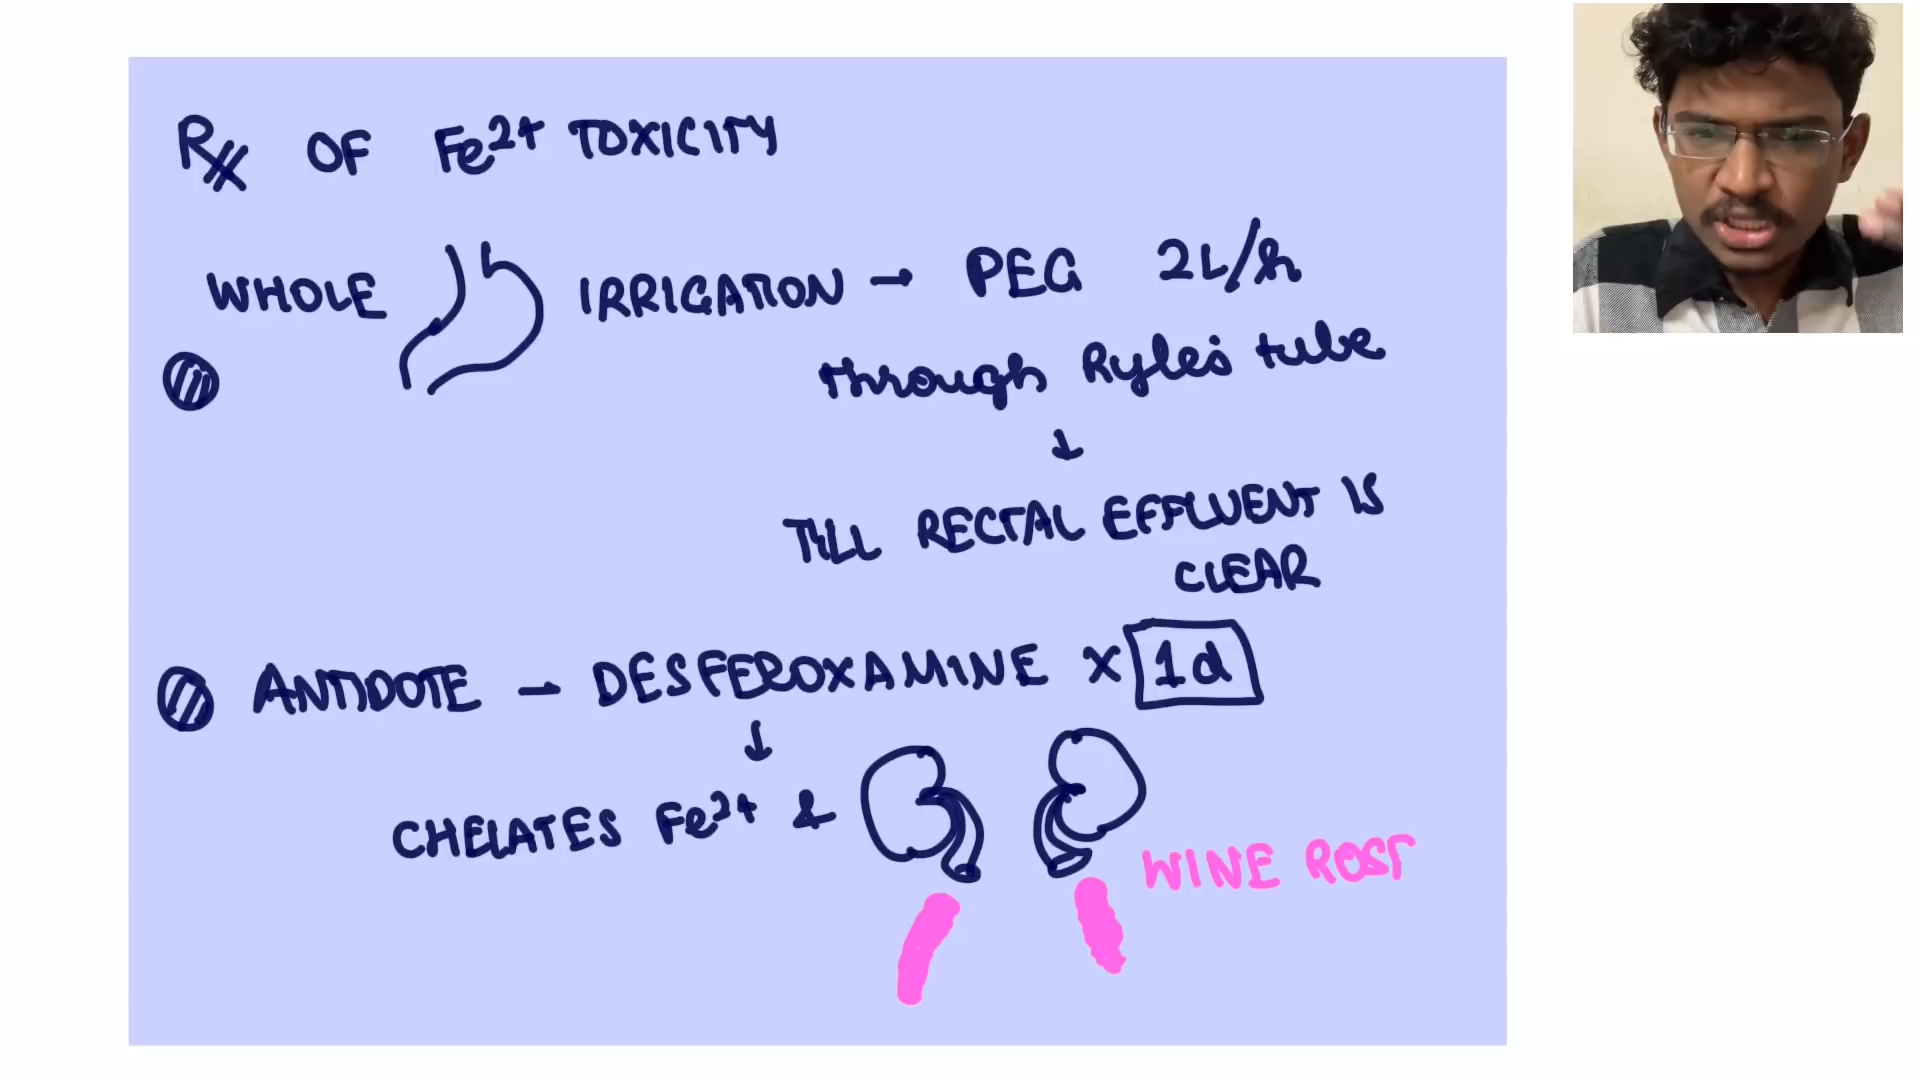 Rx OF Fe2+ TOXICITY
WHOLE IRRIGATION → PEG 2L/h
through Ryle's tube
↓
TILL RECTAL EFFLUENT IS
CLEAR
ANTIDOTE – DESFEROXAMINE × 1d
↓
CHELATES Fe2+ &
WINE ROSE